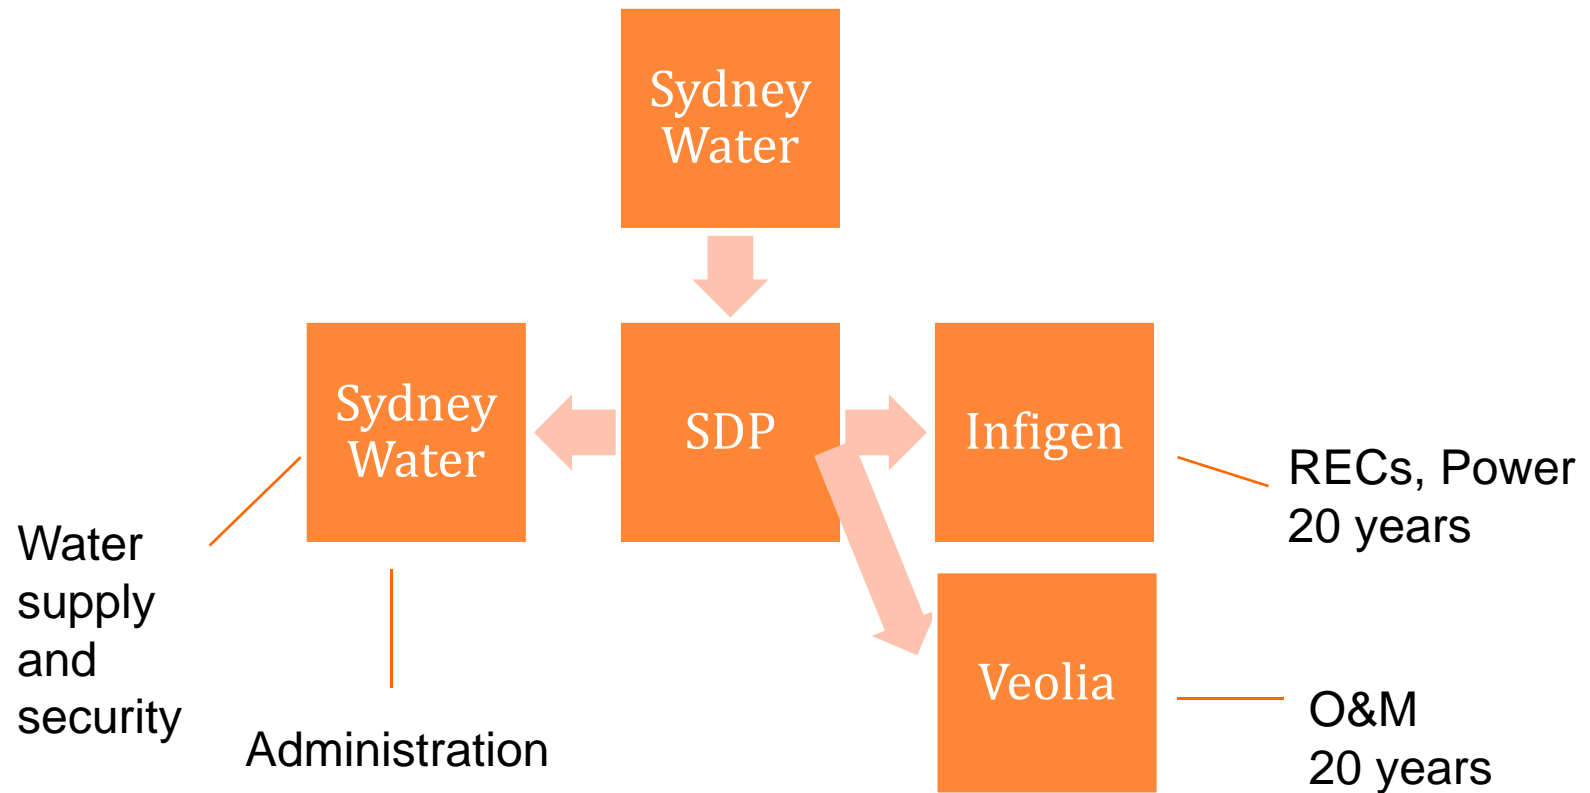 Sydney
Water
Sydney
Water
SDP
Infigen
RECs, Power
20 years
Water
supply
and
security
Administration
Veolia
O&M
20 years